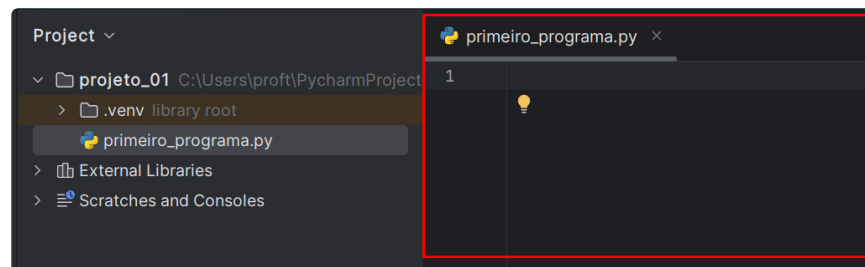 Project
projeto_01 C:\Users\proft\PycharmProject
.venv library root
primeiro_programa.py
External Libraries
Scratches and Consoles
primeiro_programa.py
1